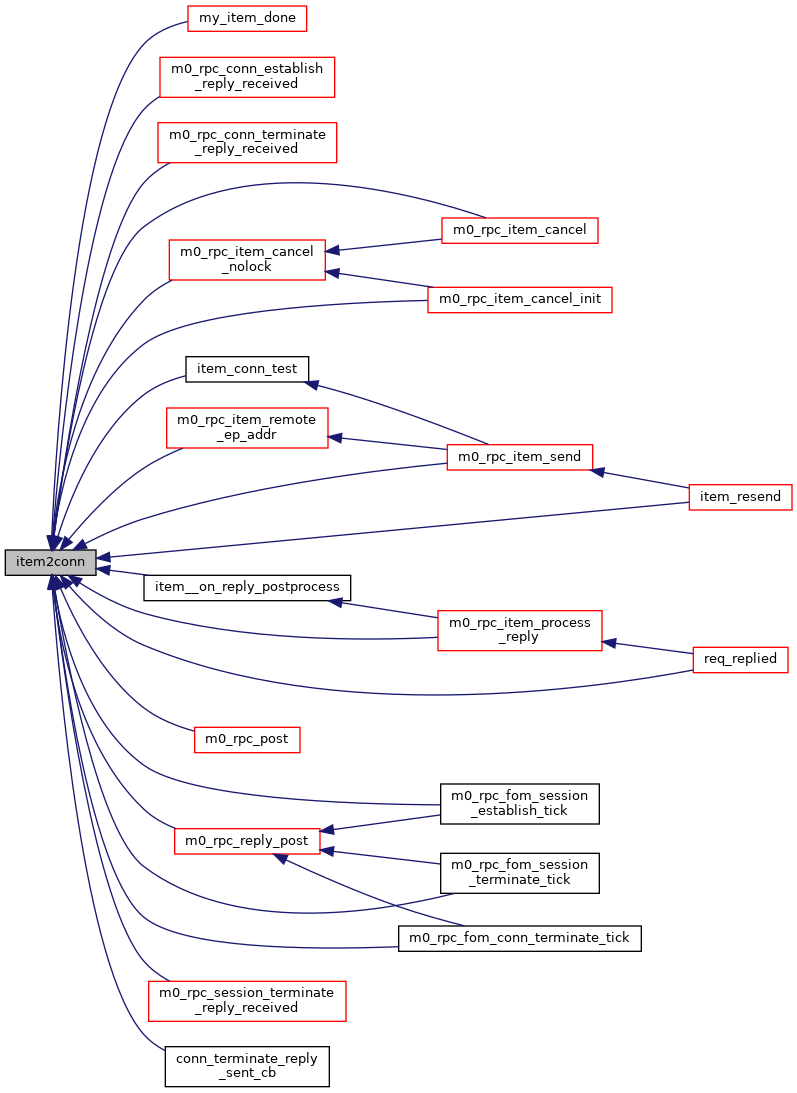 my_item_done
m0_rpc_conn_establish
_reply_received
m0_rpc_conn_terminate
_reply_received
m0_rpc_item_cancel
m0_rpc_item_cancel
_nolock
m0_rpc_item_cancel_init
item_conn_test
m0_rpc_item_remote
_ep_addr
m0_rpc_item_send
item_resend
item2conn
item__on_reply_postprocess
m0_rpc_item_process
_reply
req_replied
m0_rpc_post
m0_rpc_fom_session
_establish_tick
m0_rpc_reply_post
m0_rpc_fom_session
_terminate_tick
m0_rpc_fom_conn_terminate_tick
m0_rpc_session_terminate
_reply_received
conn_terminate_reply
_sent_cb